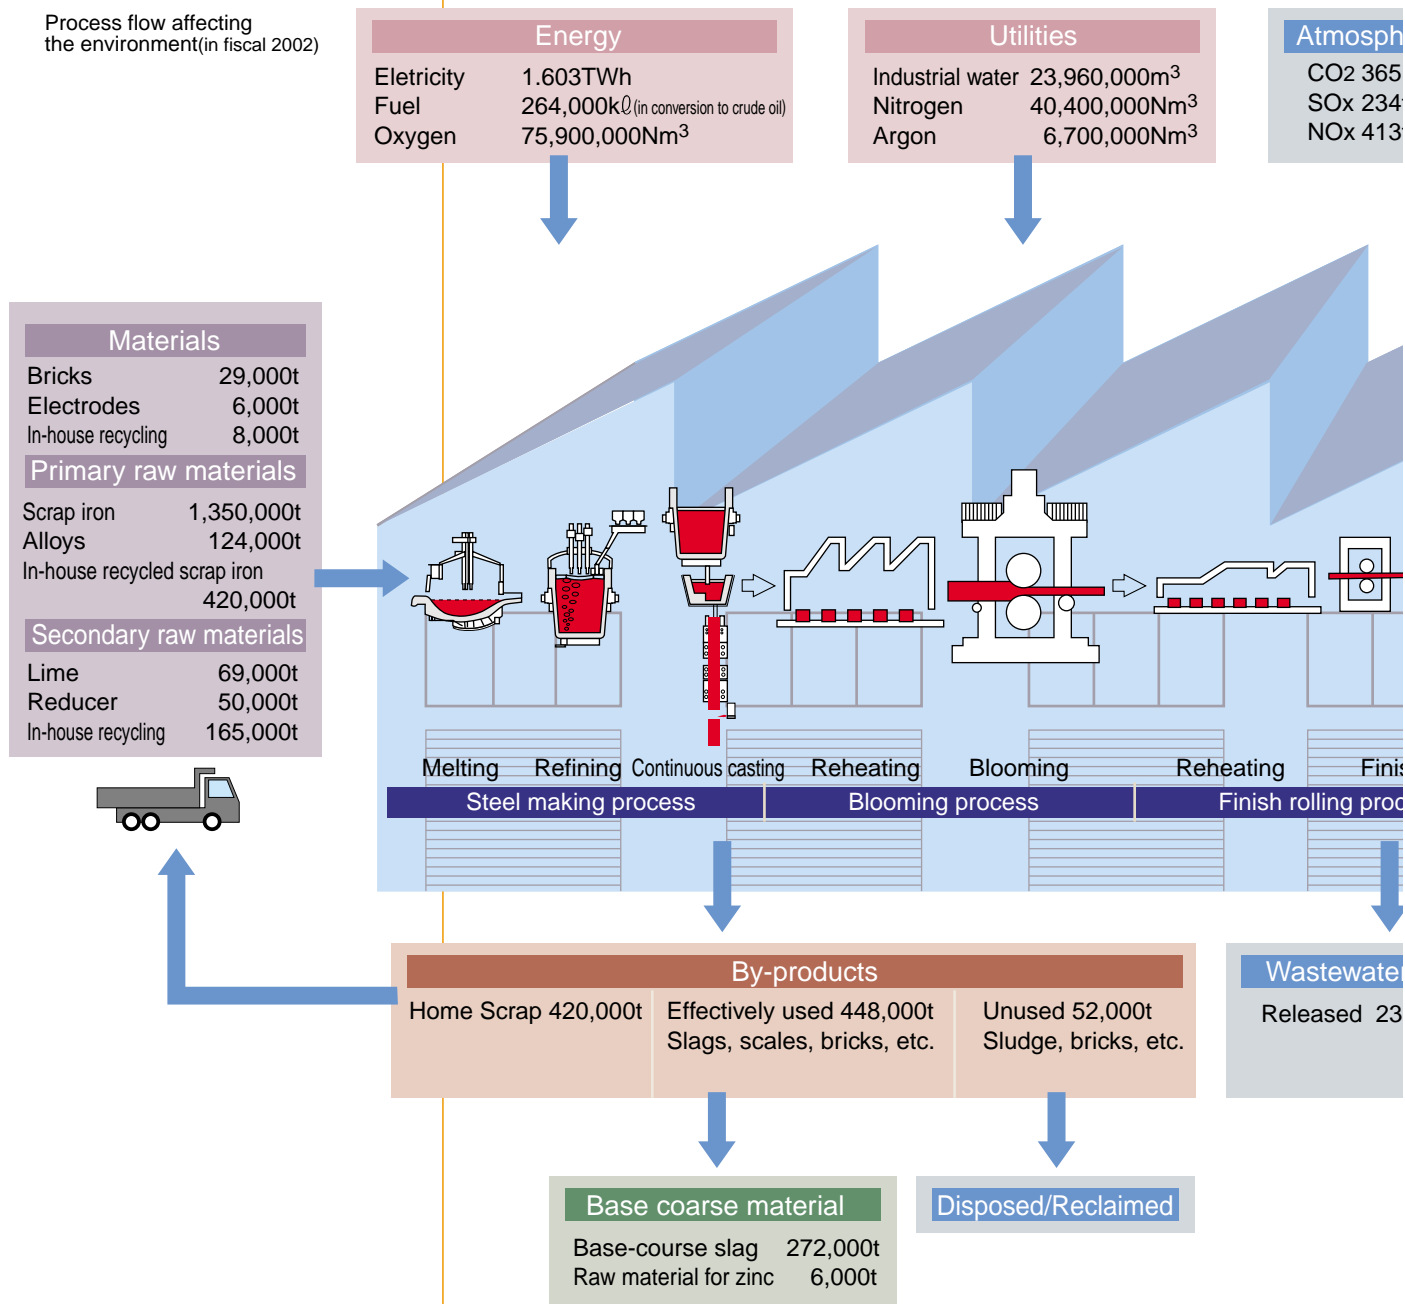 Process flow affecting
the environment(in fiscal 2002)
Energy
Eletricity 1.603TWh
Fuel 264,000kℓ(in conversion to crude oil)
Oxygen 75,900,000Nm3
Utilities
Industrial water 23,960,000m3
Nitrogen 40,400,000Nm3
Argon 6,700,000Nm3
Atmosph
CO2 365
SOx 234
NOx 413
Materials
Bricks 29,000t
Electrodes 6,000t
In-house recycling 8,000t
Primary raw materials
Scrap iron 1,350,000t
Alloys 124,000t
In-house recycled scrap iron
420,000t
Secondary raw materials
Lime 69,000t
Reducer 50,000t
In-house recycling 165,000t
Melting Refining Continuous casting Reheating Blooming Reheating Finis
Steel making process Blooming process Finish rolling proc
By-products
Home Scrap 420,000t
Effectively used 448,000t
Slags, scales, bricks, etc.
Unused 52,000t
Sludge, bricks, etc.
Wastewater
Released 23
Base coarse material
Base-course slag 272,000t
Raw material for zinc 6,000t
Disposed/Reclaimed